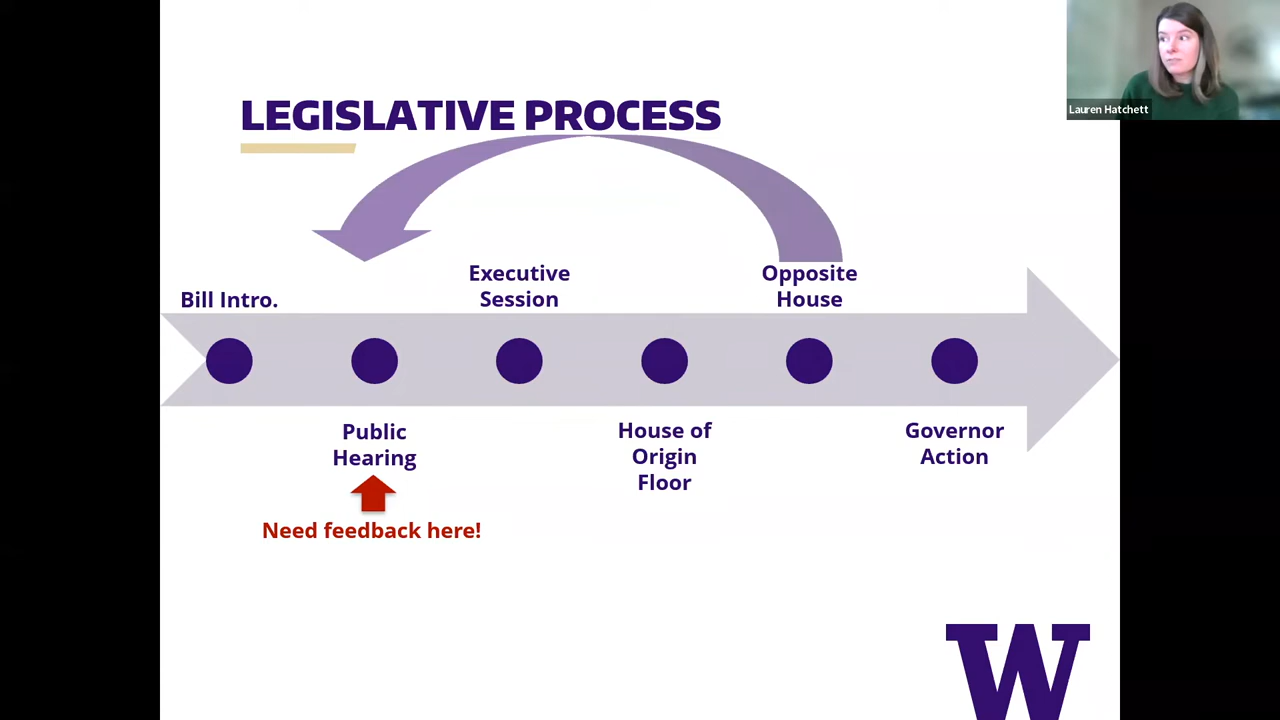 Lauren Hatchett
LEGISLATIVE PROCESS
Bill Intro.
Executive
Session
Opposite
House
Public
Hearing
House of
Origin
Floor
Governor
Action
Need feedback here!
W